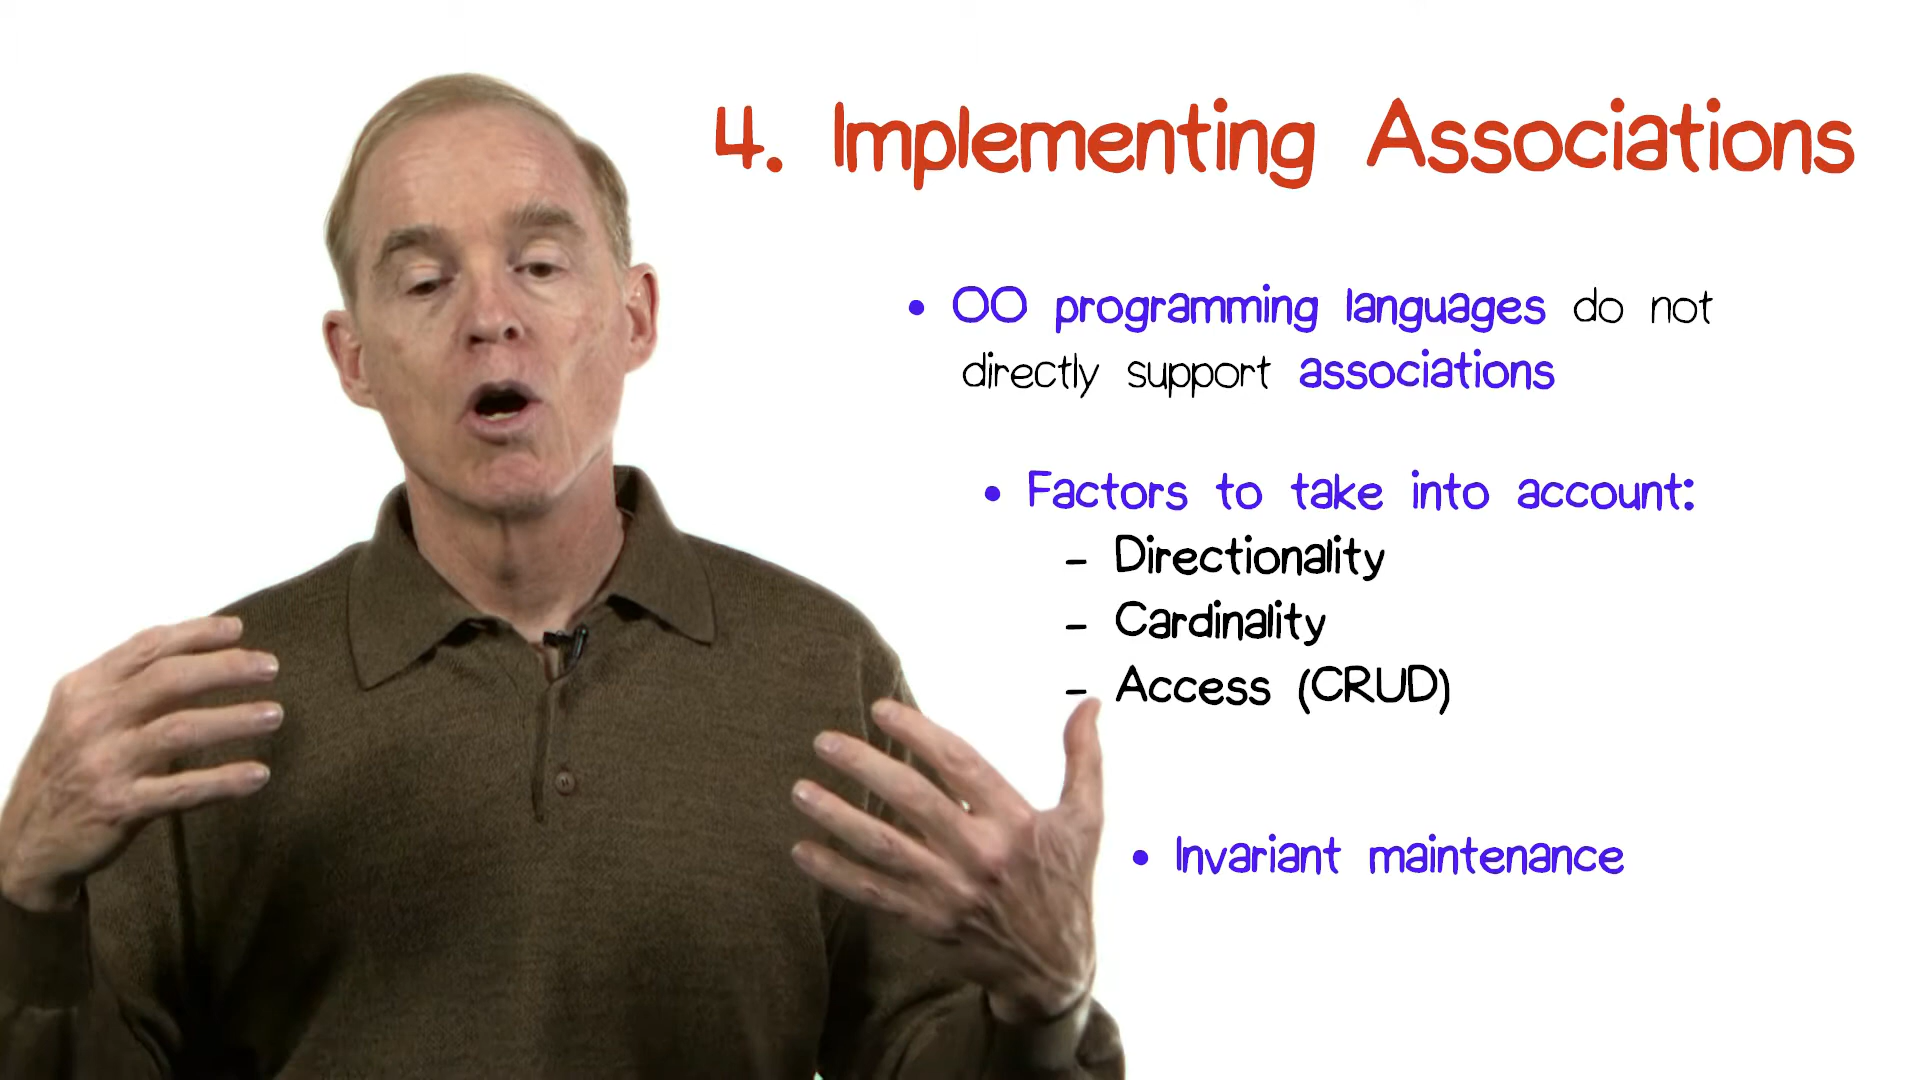 4. Implementing Associations
• OO programming languages do not
directly support associations
• Factors to take into account:
- Directionality
- Cardinality
- Access (CRUD)
• Invariant maintenance